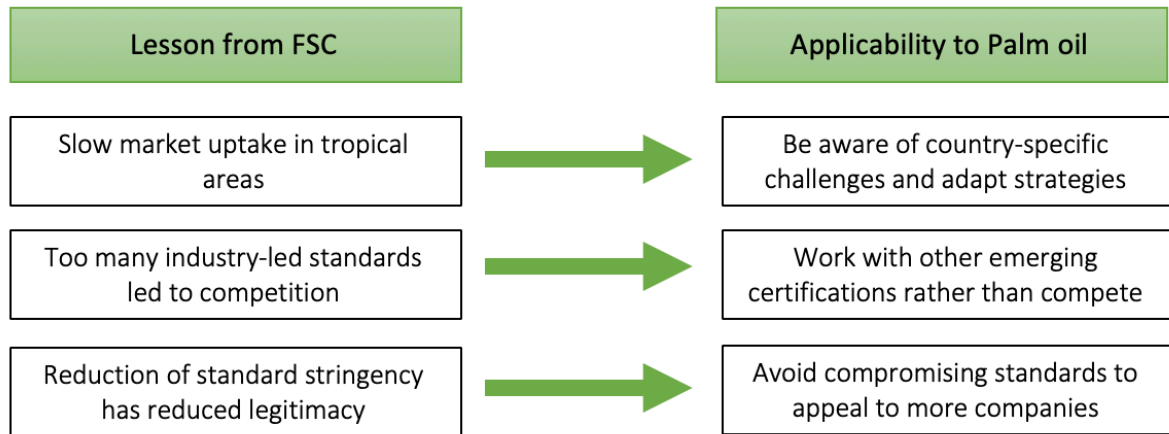 Lesson from FSC
Applicability to Palm oil
Slow market uptake in tropical
areas
Be aware of country-specific
challenges and adapt strategies
Too many industry-led standards
led to competition
Work with other emerging
certifications rather than compete
Reduction of standard stringency
has reduced legitimacy
Avoid compromising standards to
appeal to more companies